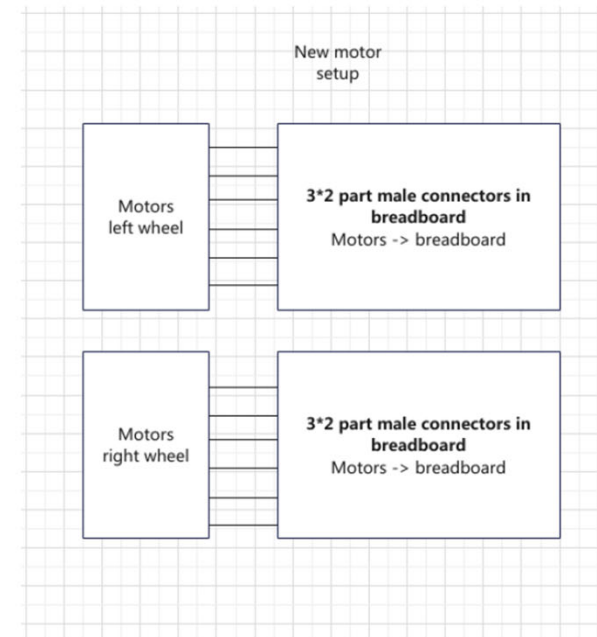 New motor
setup
Motors
left wheel
3*2 part male connectors in
breadboard
Motors -> breadboard
Motors
right wheel
3*2 part male connectors in
breadboard
Motors -> breadboard